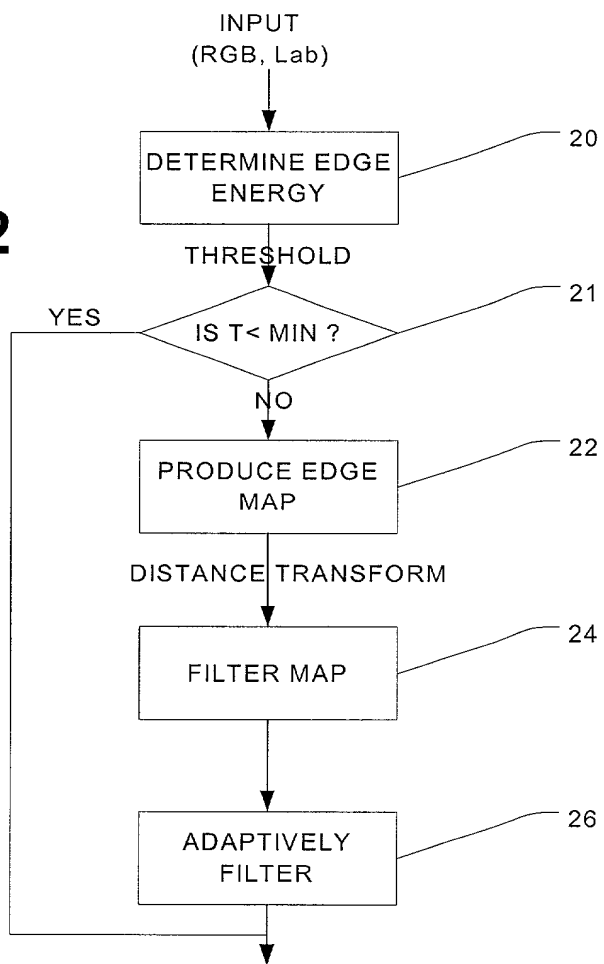 INPUT
(RGB, Lab)
20
DETERMINE EDGE
ENERGY
2
THRESHOLD
21
YES
IS T< MIN ?
NO
22
PRODUCE EDGE
MAP
DISTANCE TRANSFORM
24
FILTER MAP
26
ADAPTIVELY
FILTER